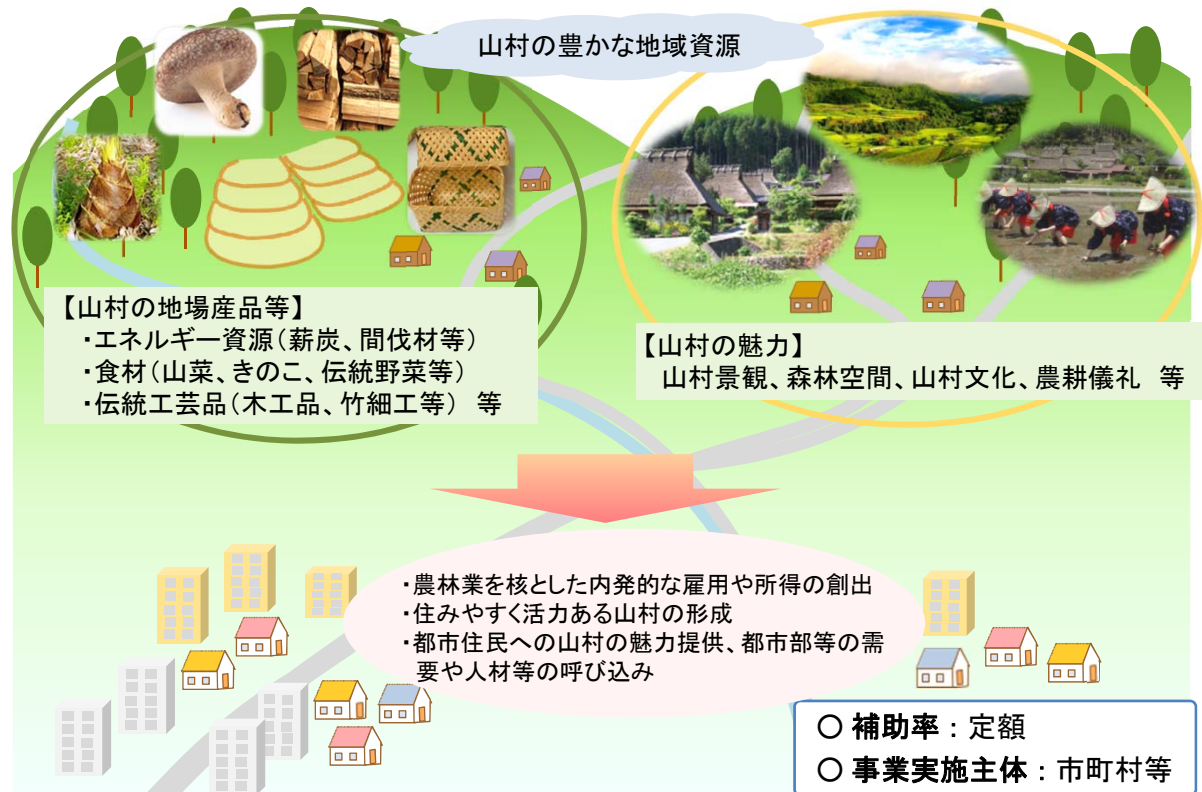 山村の豊かな地域資源
【山村の地場産品等】
・エネルギー資源(薪炭、間伐材等)
・食材(山菜、きのこ、伝統野菜等)
・伝統工芸品(木工品、竹細工等) 等
【山村の魅力】
山村景観、森林空間、山村文化、農耕儀礼 等
・農林業を核とした内発的な雇用や所得の創出
・住みやすく活力ある山村の形成
・都市住民への山村の魅力提供、都市部等の需
要や人材等の呼び込み
〇 補助率：定額
〇 事業実施主体：市町村等